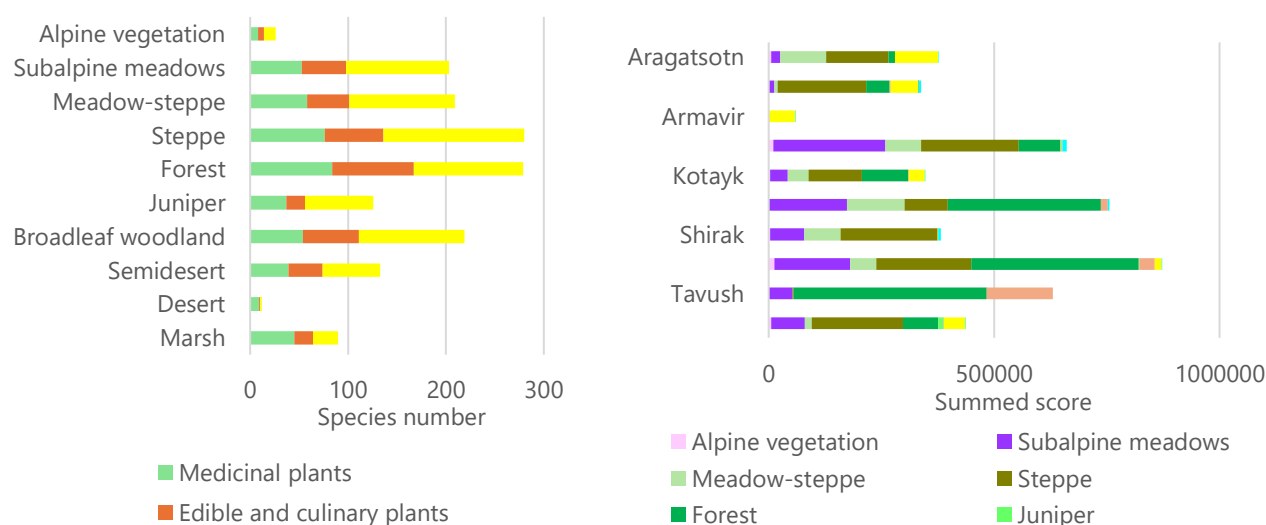 Alpine vegetation
Subalpine meadows
Meadow-steppe
Steppe
Forest
Juniper
Broadleaf woodland
Semidesert
Desert
Marsh
0 100 200 300
Species number
Medicinal plants
Edible and culinary plants
Aragatsotn
Armavir
Kotayk
Shirak
Tavush
0 500000 1000000
Summed score
Alpine vegetation Subalpine meadows
Meadow-steppe Steppe
Forest Juniper